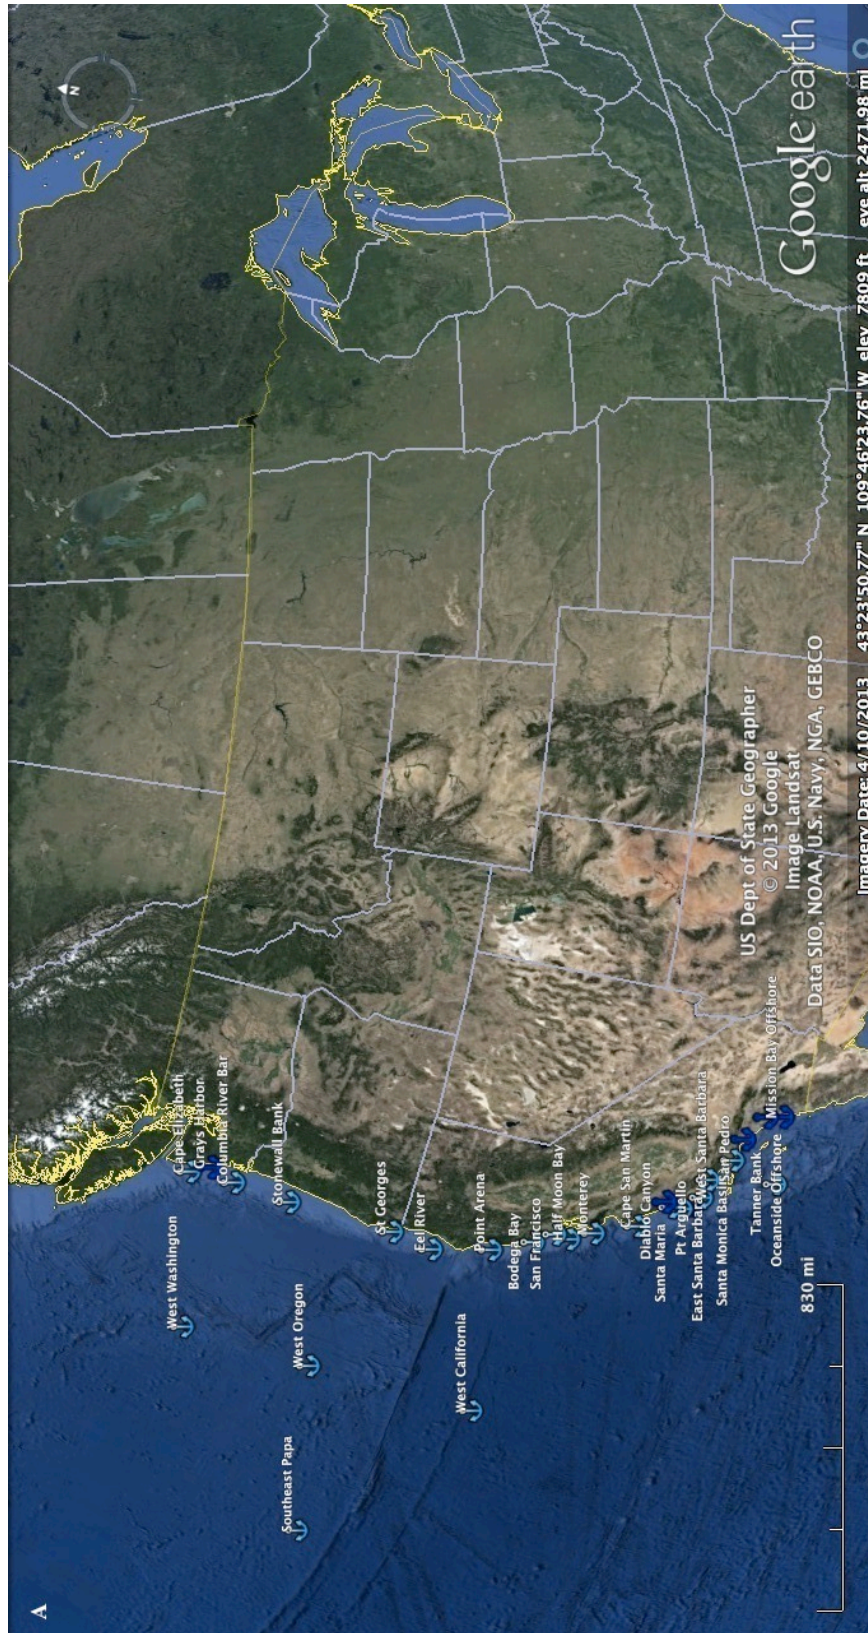 A
N
Cape Elizabeth
Grays Harbor
Columbia River Bar
West Washington
Stonewall Bank
West Oregon
Southeast Papa
St Georges
Eel River
West California
Point Arena
Bodega Bay
San Francisco
Half Moon Bay
Monterey
Cape San Martin
Diablo Canyon
Santa Maria
Pt Arguello
East Santa Barbara
West Santa Barbara
Santa Monica Basin
San Pedro
Tanner Bank
Mission Bay Offshore
Oceanside Offshore
830 mi
US Dept of State Geographer
© 2013 Google
Image Landsat
Data SIO, NOAA, U.S. Navy, NGA, GEBCO
Google earth
Imagery Date: 4/10/2013 43°23'50.77" N 109°46'23.76" W elev 7809 ft eye alt 2471.98 mi